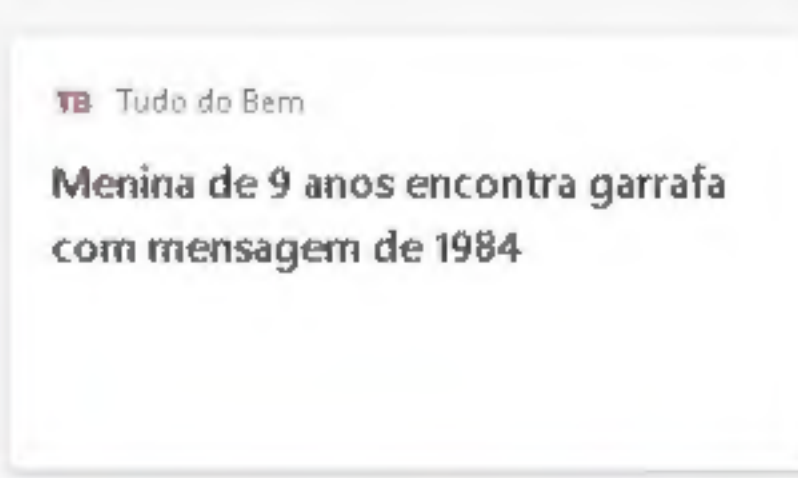 TB Tudo do Bem
Menina de 9 anos encontra garrafa
com mensagem de 1984